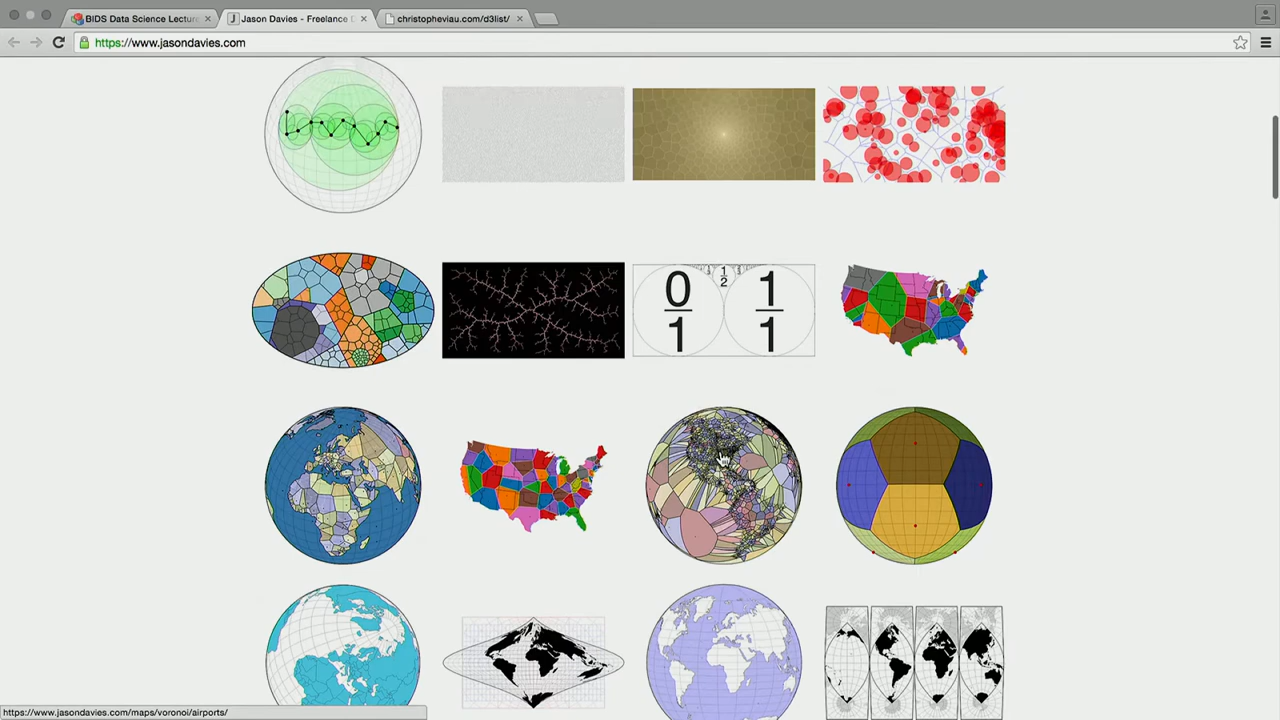 BIDS Data Science Lecture
Jason Davies - Freelance D
christopheviau.com/d3list/
https://www.jasondavies.com
0
1
1
2
1
1
https://www.jasondavies.com/maps/voronoi/airports/